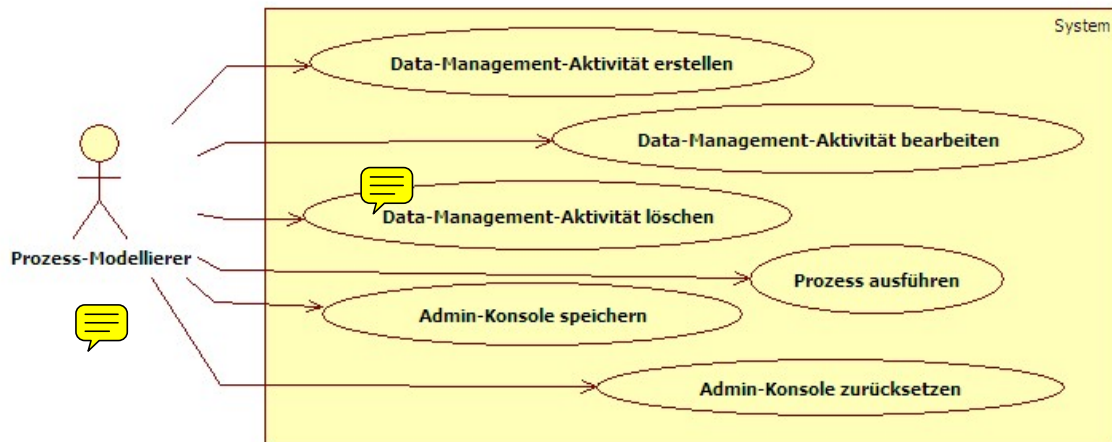 System
Data-Management-Aktivität erstellen
Data-Management-Aktivität bearbeiten
Data-Management-Aktivität löschen
Prozess-Modellierer
Prozess ausführen
Admin-Konsole speichern
Admin-Konsole zurücksetzen